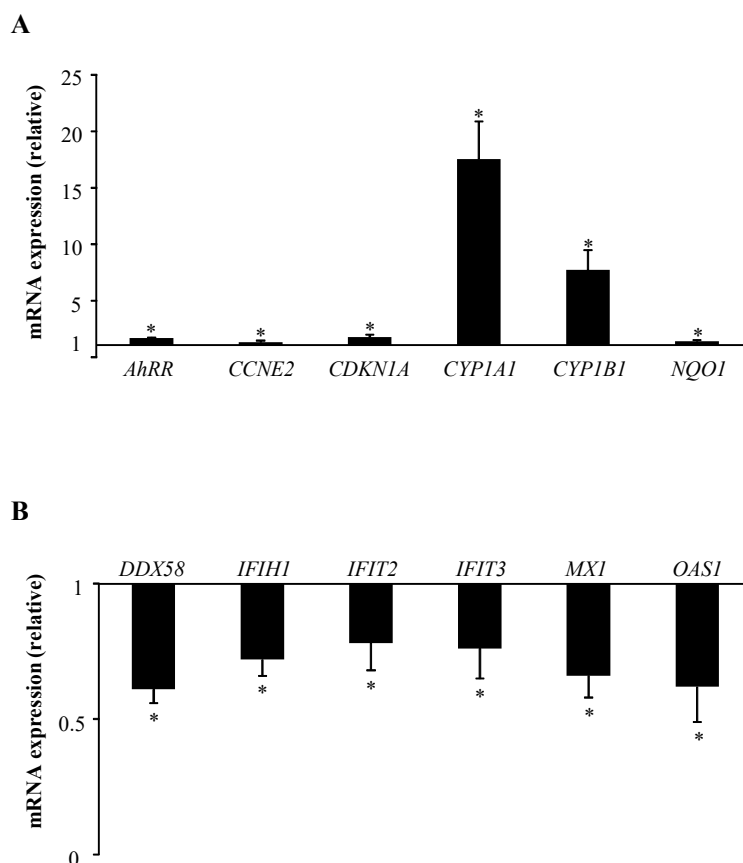 A
mRNA expression (relative)
25
20
15
10
5
1
* * * * * *
AhRR CCNE2 CDKN1A CYP1A1 CYP1B1 NQO1
B
mRNA expression (relative)
DDX58 IFIH1 IFIT2 IFIT3 MX1 OAS1
1
0.5
0
* * * * * *